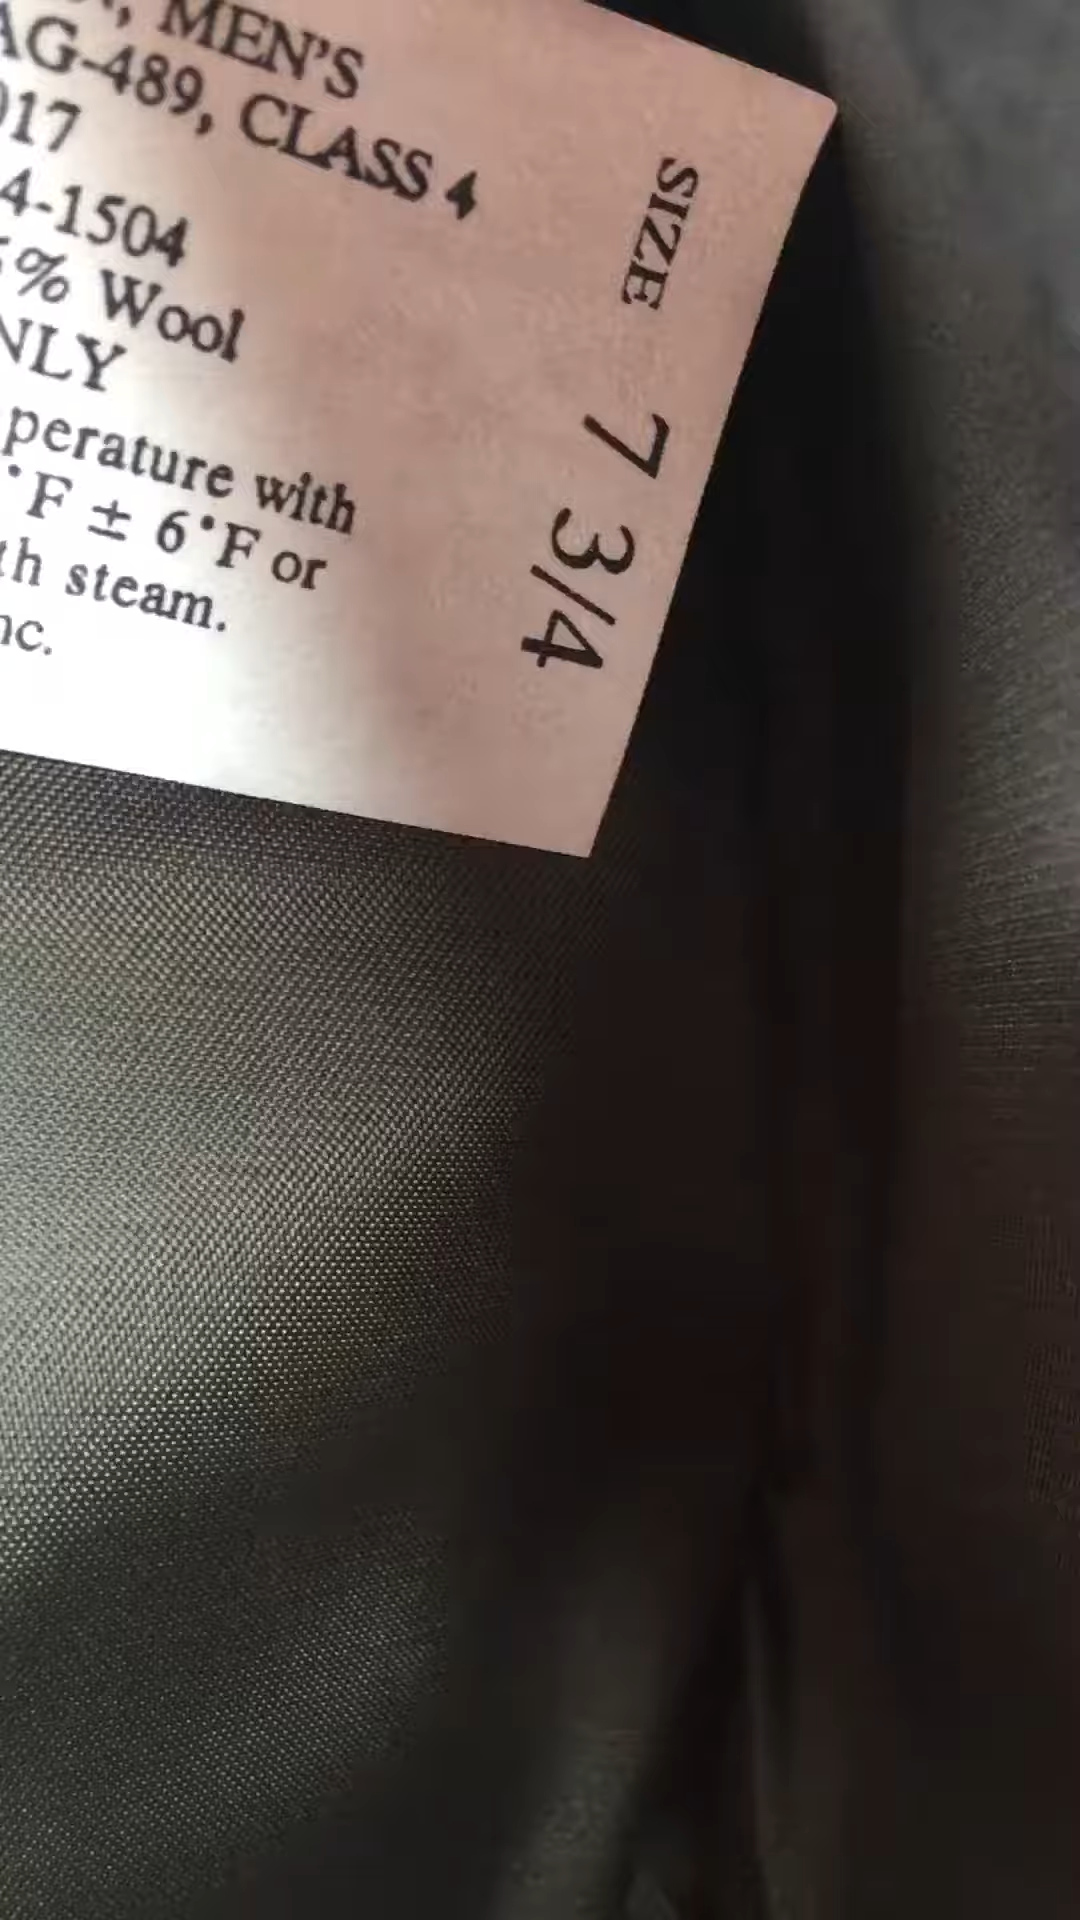 MEN'S
AG-489, CLASS 4
017
4-1504
% Wool
NLY
perature with
°F ± 6°F or
th steam.
nc.
SIZE 7 3/4